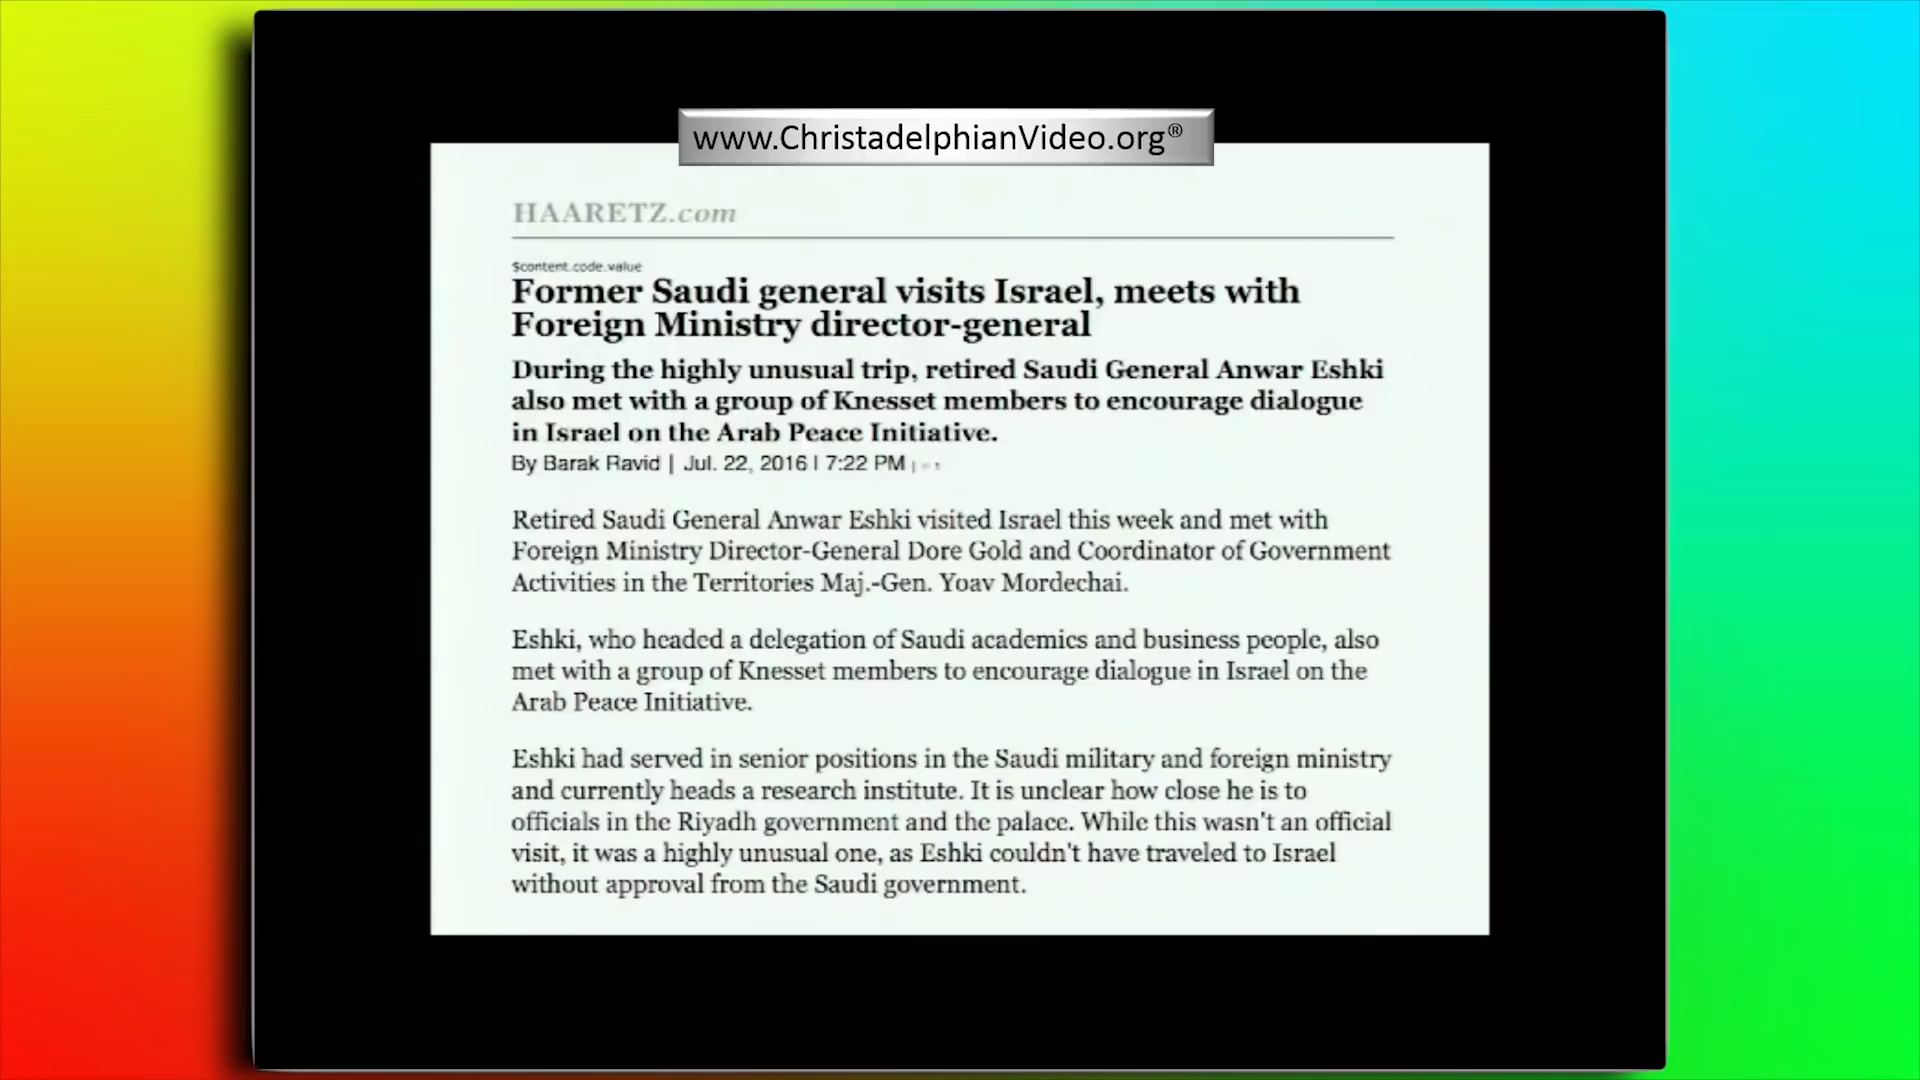 www.ChristadelphianVideo.org®
HAARETZ.com
$content.code.value
Former Saudi general visits Israel, meets with
Foreign Ministry director-general
During the highly unusual trip, retired Saudi General Anwar Eshki
also met with a group of Knesset members to encourage dialogue
in Israel on the Arab Peace Initiative.
By Barak Ravid | Jul. 22, 2016 | 7:22 PM |
Retired Saudi General Anwar Eshki visited Israel this week and met with
Foreign Ministry Director-General Dore Gold and Coordinator of Government
Activities in the Territories Maj.-Gen. Yoav Mordechai.
Eshki, who headed a delegation of Saudi academics and business people, also
met with a group of Knesset members to encourage dialogue in Israel on the
Arab Peace Initiative.
Eshki had served in senior positions in the Saudi military and foreign ministry
and currently heads a research institute. It is unclear how close he is to
officials in the Riyadh government and the palace. While this wasn't an official
visit, it was a highly unusual one, as Eshki couldn't have traveled to Israel
without approval from the Saudi government.